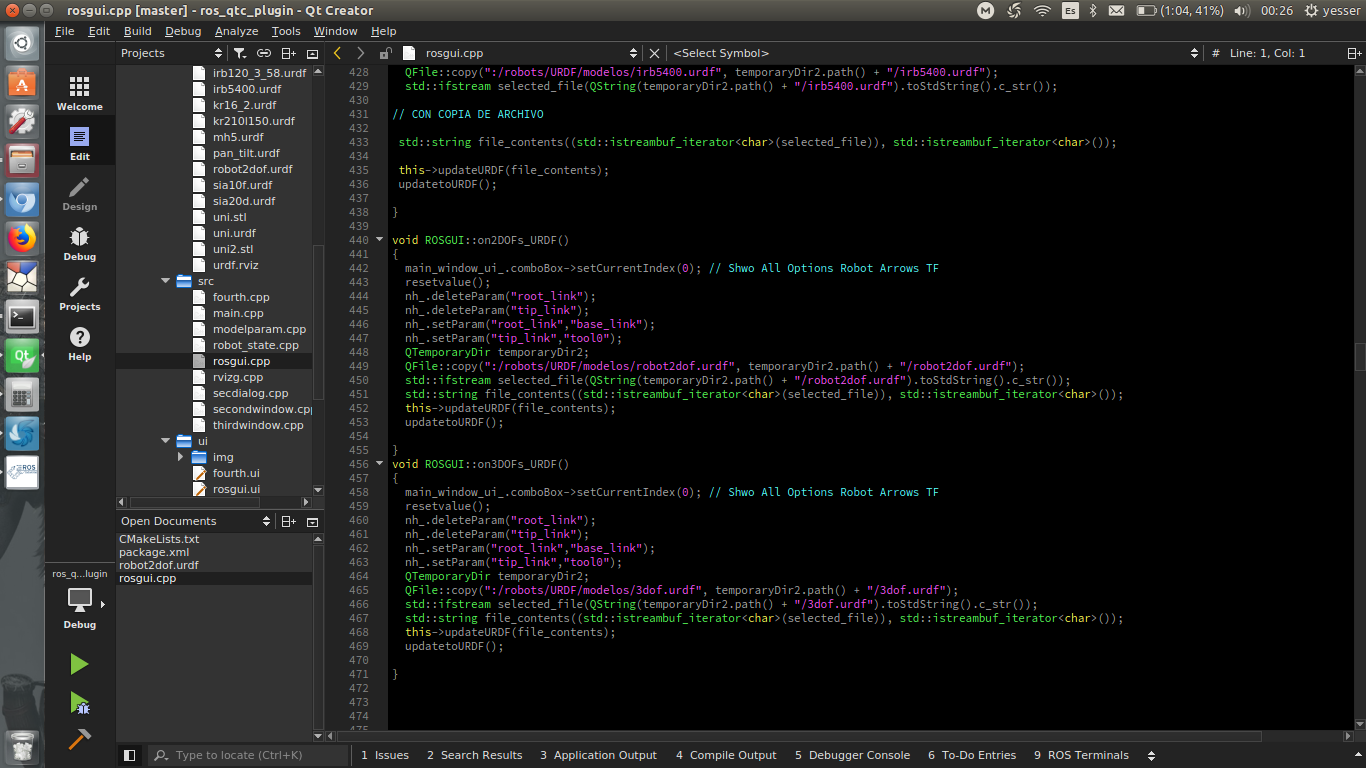 rosgui.cpp [master] - ros_qtc_plugin - Qt Creator
Es
(1:04, 41%)
00:26
yesser
File Edit Build Debug Analyze Tools Window Help
Projects
rosgui.cpp
<Select Symbol>
# Line: 1, Col: 1
Welcome
Edit
Design
Debug
Projects
Help
ros_q...lugin
Debug
irb120_3_58.urdf
irb5400.urdf
kr16_2.urdf
kr210l150.urdf
mh5.urdf
pan_tilt.urdf
robot2dof.urdf
sia10f.urdf
sia20d.urdf
uni.stl
uni.urdf
uni2.stl
urdf.rviz
src
fourth.cpp
main.cpp
modelparam.cpp
robot_state.cpp
rosgui.cpp
rvizg.cpp
secdialog.cpp
secondwindow.cpp
thirdwindow.cpp
ui
img
fourth.ui
rosgui.ui
Open Documents
CMakeLists.txt
package.xml
robot2dof.urdf
rosgui.cpp
428 QFile::copy(":/robots/URDF/modelos/irb5400.urdf", temporaryDir2.path() + "/irb5400.urdf");
429 std::ifstream selected_file(QString(temporaryDir2.path() + "/irb5400.urdf").toStdString().c_str());
430
431 // CON COPIA DE ARCHIVO
432
433 std::string file_contents((std::istreambuf_iterator<char>(selected_file)), std::istreambuf_iterator<char>());
434
435 this->updateURDF(file_contents);
436 updatetoURDF();
437
438 }
439
440 void ROSGUI::on2DOFs_URDF()
441 {
442 main_window_ui_.comboBox->setCurrentIndex(0); // Shwo All Options Robot Arrows TF
443 resetvalue();
444 nh_.deleteParam("root_link");
445 nh_.deleteParam("tip_link");
446 nh_.setParam("root_link","base_link");
447 nh_.setParam("tip_link","tool0");
448 QTemporaryDir temporaryDir2;
449 QFile::copy(":/robots/URDF/modelos/robot2dof.urdf", temporaryDir2.path() + "/robot2dof.urdf");
450 std::ifstream selected_file(QString(temporaryDir2.path() + "/robot2dof.urdf").toStdString().c_str());
451 std::string file_contents((std::istreambuf_iterator<char>(selected_file)), std::istreambuf_iterator<char>());
452 this->updateURDF(file_contents);
453 updatetoURDF();
454
455 }
456 void ROSGUI::on3DOFs_URDF()
457 {
458 main_window_ui_.comboBox->setCurrentIndex(0); // Shwo All Options Robot Arrows TF
459 resetvalue();
460 nh_.deleteParam("root_link");
461 nh_.deleteParam("tip_link");
462 nh_.setParam("root_link","base_link");
463 nh_.setParam("tip_link","tool0");
464 QTemporaryDir temporaryDir2;
465 QFile::copy(":/robots/URDF/modelos/3dof.urdf", temporaryDir2.path() + "/3dof.urdf");
466 std::ifstream selected_file(QString(temporaryDir2.path() + "/3dof.urdf").toStdString().c_str());
467 std::string file_contents((std::istreambuf_iterator<char>(selected_file)), std::istreambuf_iterator<char>());
468 this->updateURDF(file_contents);
469 updatetoURDF();
470
471 }
472
473
474
Type to locate (Ctrl+K)
1 Issues 2 Search Results 3 Application Output 4 Compile Output 5 Debugger Console 6 To-Do Entries 9 ROS Terminals